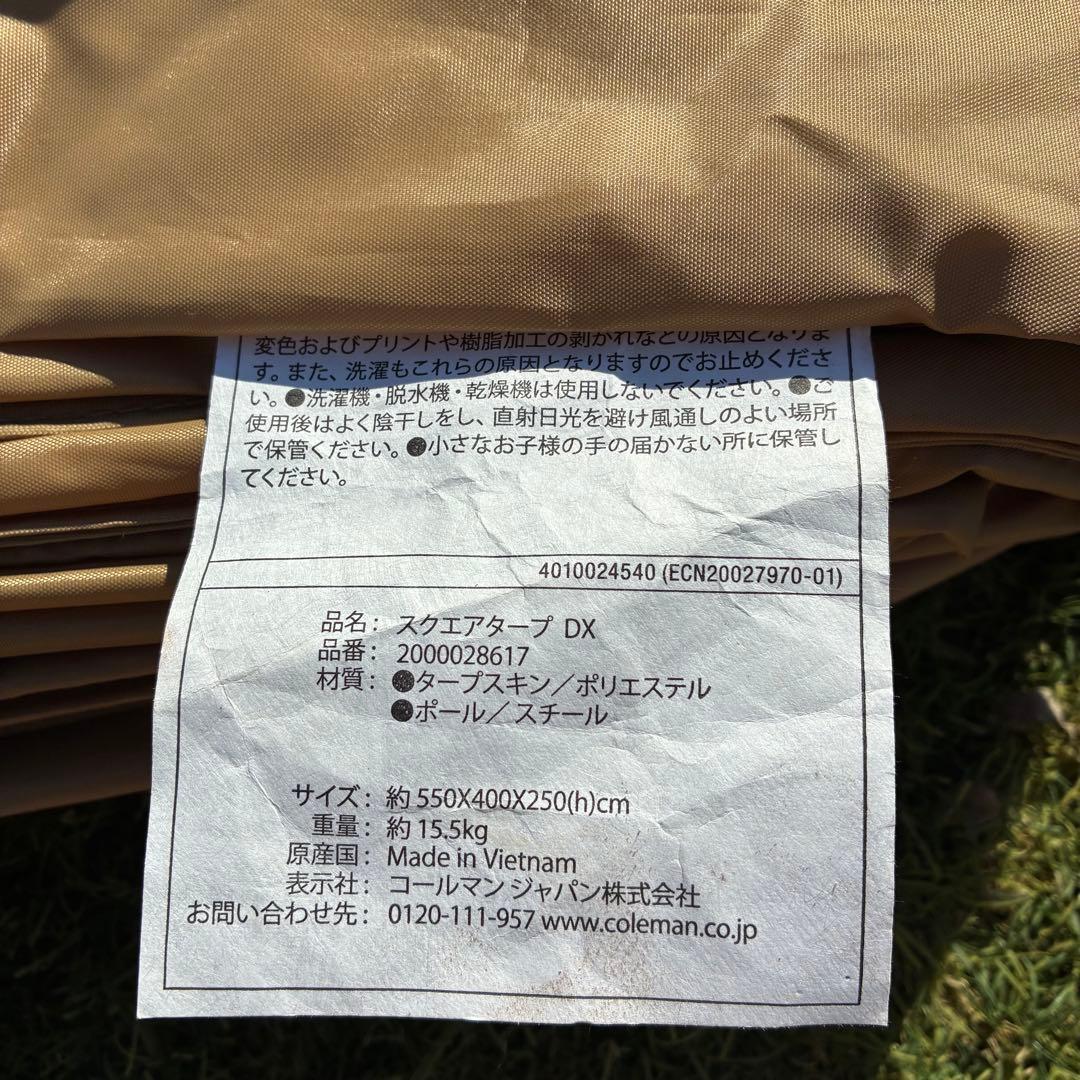 変色およびプリントや樹脂加工の剥がれなどの原因となりま
す。また、洗濯もこれらの原因となりますのでお止めくださ
い。●洗濯機・脱水機・乾燥機は使用しないでください。●ご
使用後はよく陰干しをし、直射日光を避け風通しのよい場所
で保管ください。●小さなお子様の手の届かない所に保管し
てください。
4010024540 (ECN20027970-01)
品名：スクエアタープ DX
品番：2000028617
材質：●タープスキン／ポリエステル
●ポール／スチール
サイズ：約 550X400X250(h)cm
重量：約 15.5kg
原産国：Made in Vietnam
表示社：コールマン ジャパン株式会社
お問い合わせ先：0120-111-957 www.coleman.co.jp